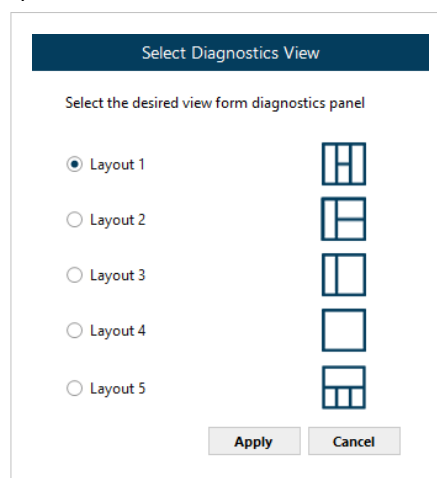 Select Diagnostics View
Select the desired view form diagnostics panel
Layout 1
Layout 2
Layout 3
Layout 4
Layout 5
Apply Cancel